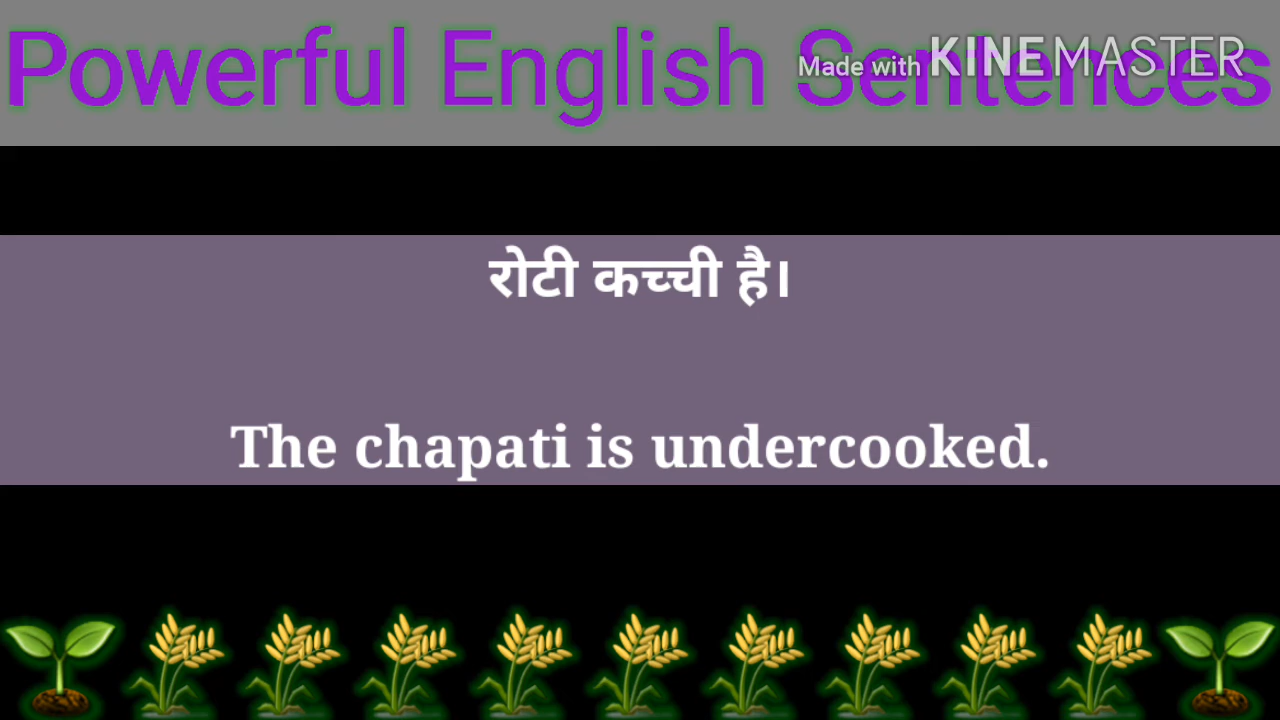 Powerful English Sentences
Made with KINEMASTER
रोटी कच्ची है।
The chapati is undercooked.